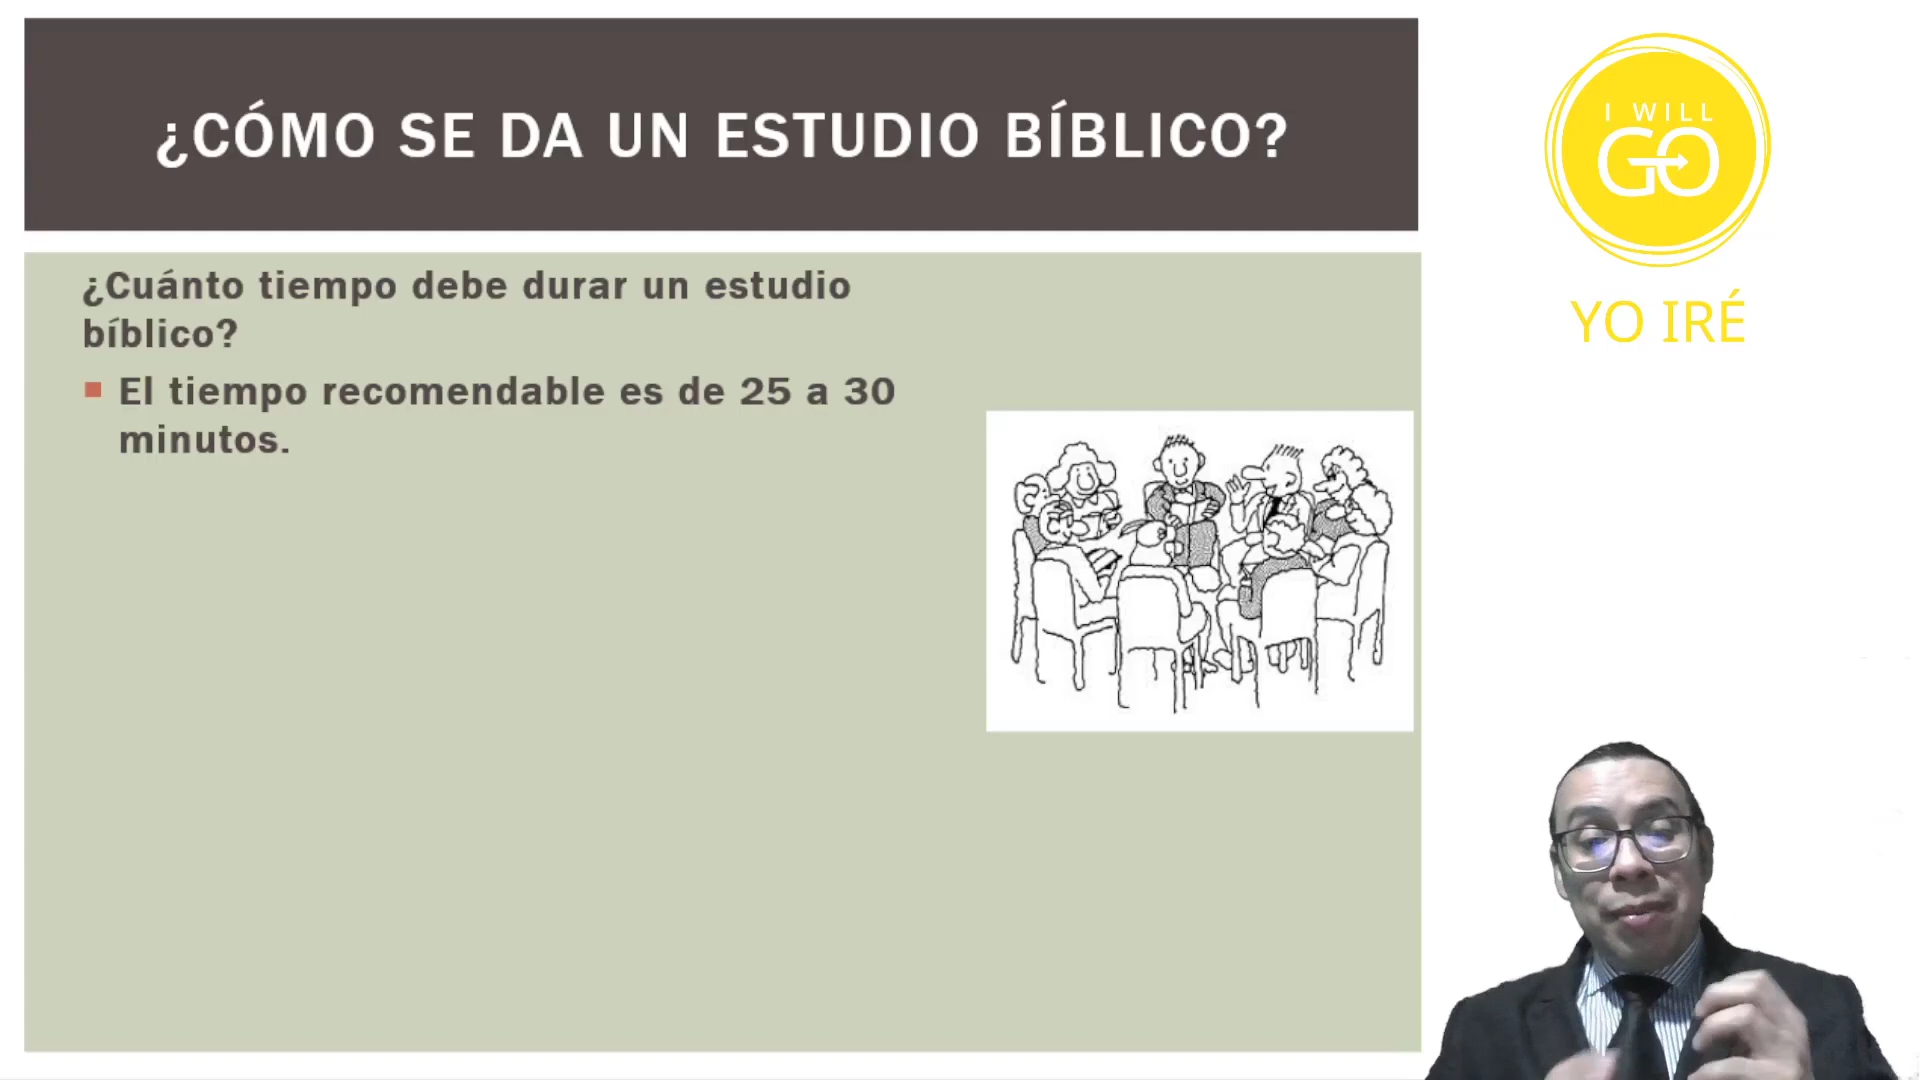 ¿CÓMO SE DA UN ESTUDIO BÍBLICO?
¿Cuánto tiempo debe durar un estudio
bíblico?
El tiempo recomendable es de 25 a 30
minutos.
I WILL
GO
YO IRÉ